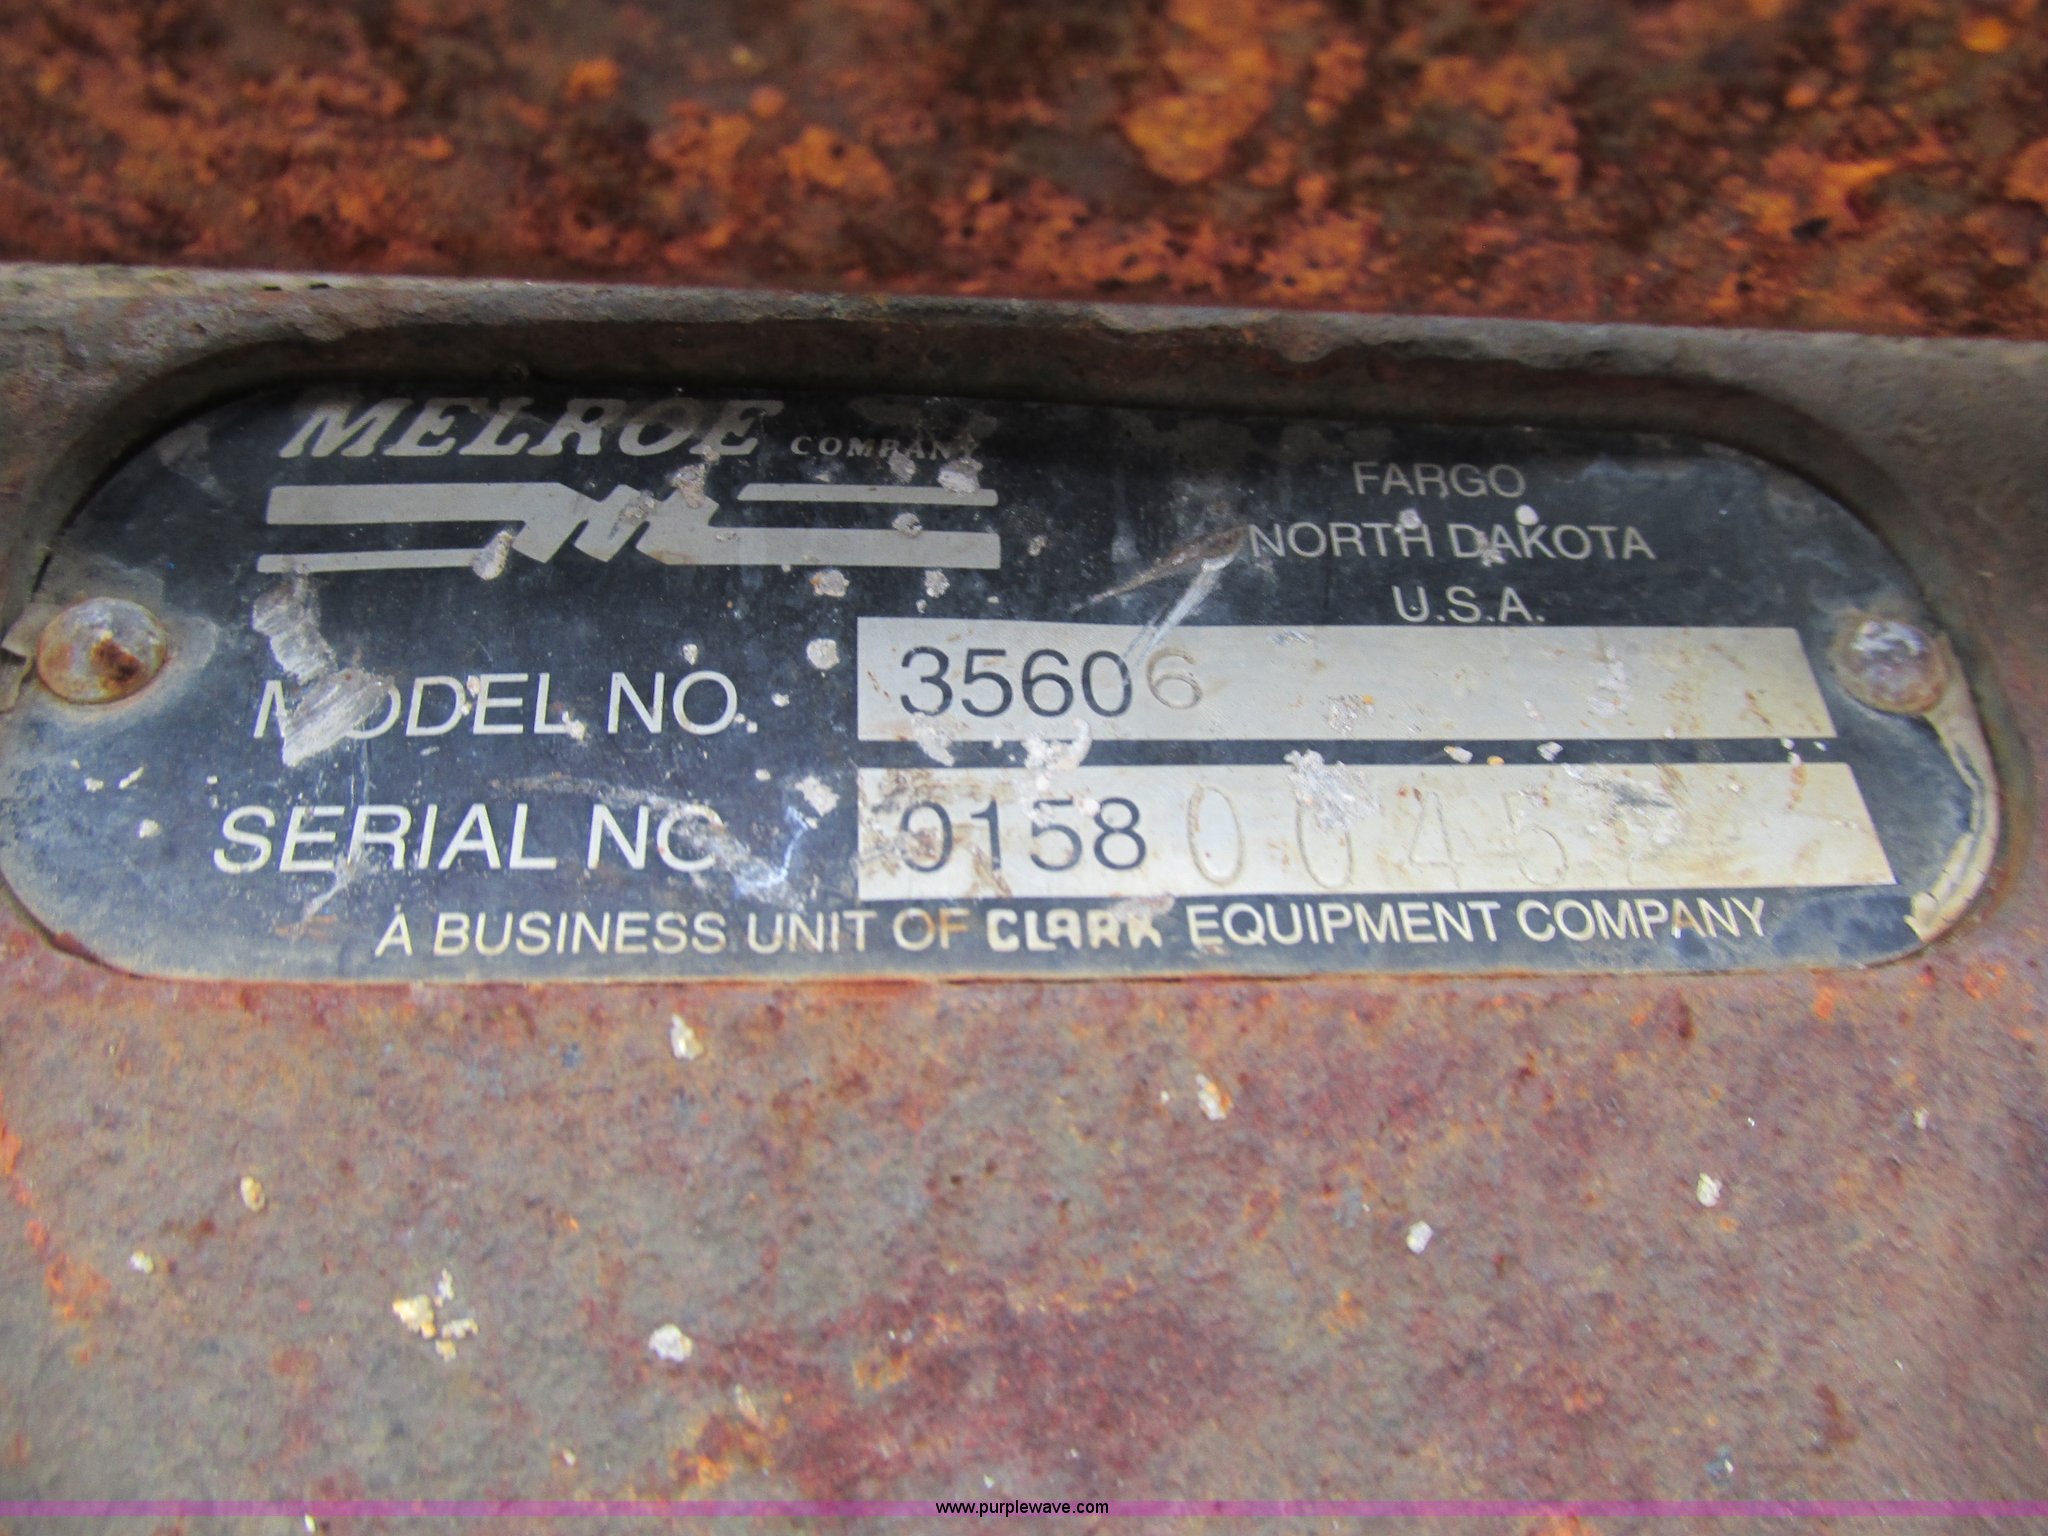 MELROE COMPANY
FARGO
NORTH DAKOTA
U.S.A.
MODEL NO. 35606
SERIAL NO. 0158
A BUSINESS UNIT OF CLARK EQUIPMENT COMPANY
www.purplewave.com